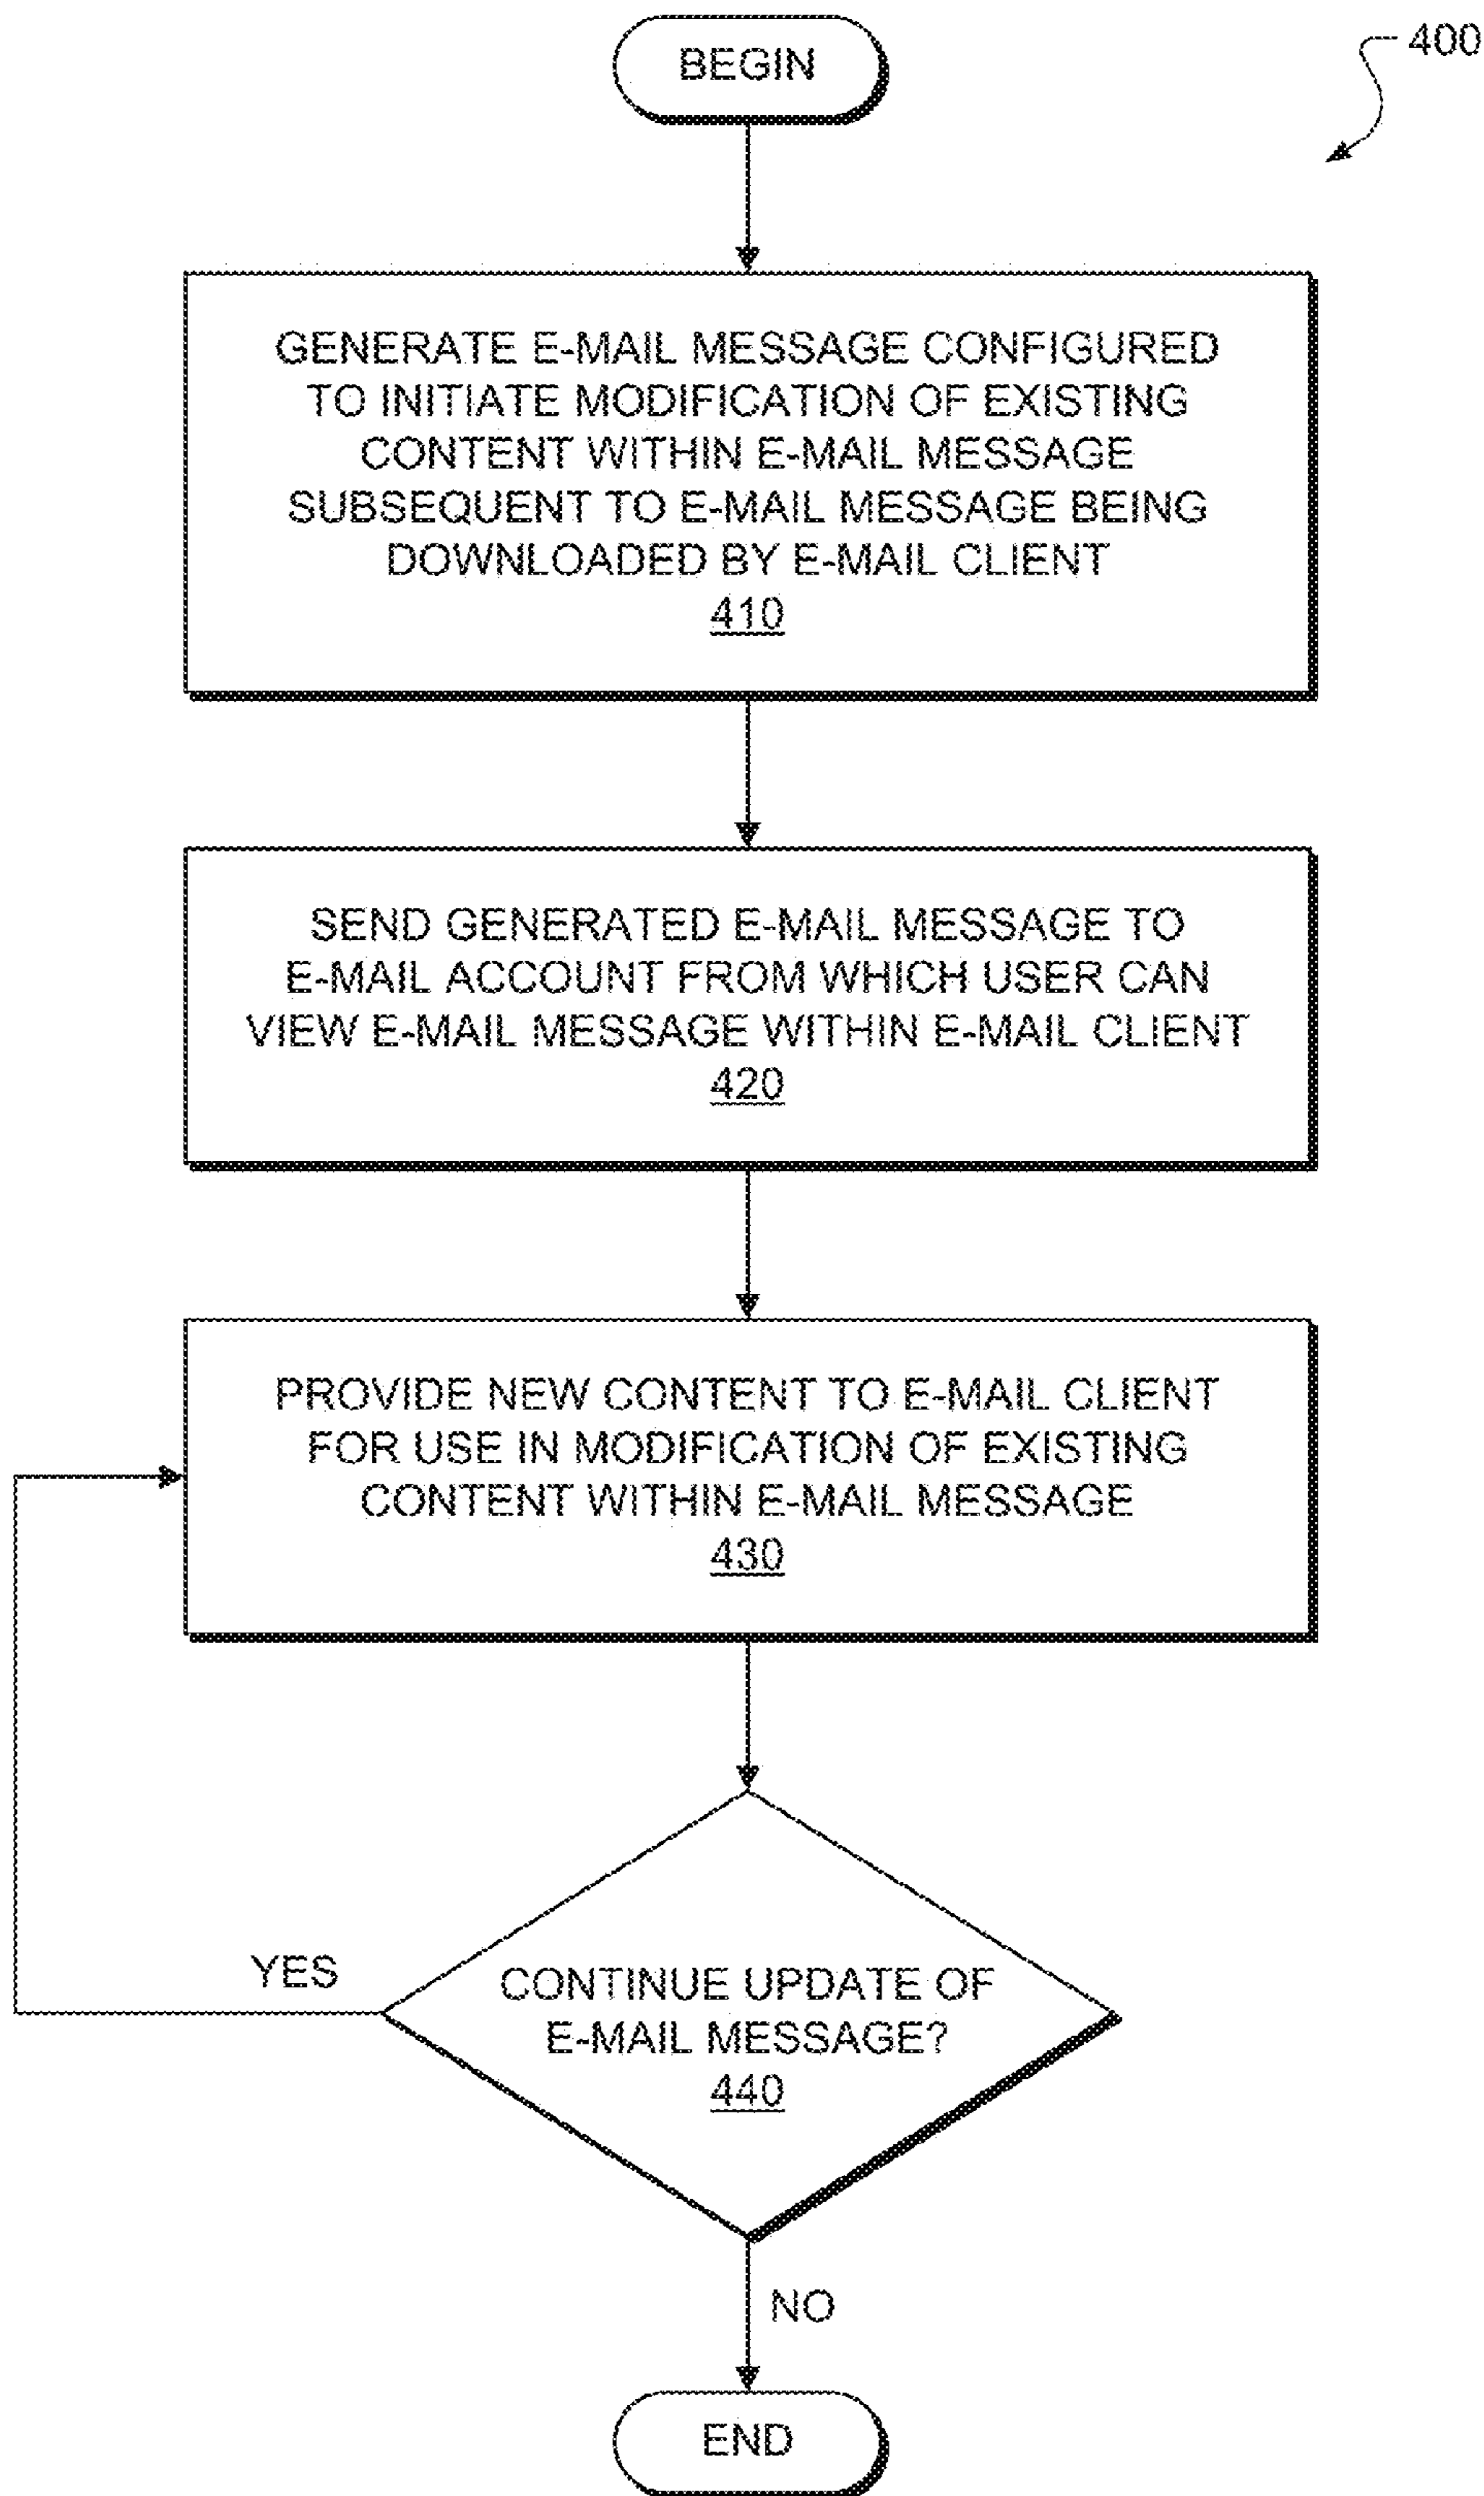 BEGIN
400
GENERATE E-MAIL MESSAGE CONFIGURED
TO INITIATE MODIFICATION OF EXISTING
CONTENT WITHIN E-MAIL MESSAGE
SUBSEQUENT TO E-MAIL MESSAGE BEING
DOWNLOADED BY E-MAIL CLIENT
410
SEND GENERATED E-MAIL MESSAGE TO
E-MAIL ACCOUNT FROM WHICH USER CAN
VIEW E-MAIL MESSAGE WITHIN E-MAIL CLIENT
420
PROVIDE NEW CONTENT TO E-MAIL CLIENT
FOR USE IN MODIFICATION OF EXISTING
CONTENT WITHIN E-MAIL MESSAGE
430
YES
CONTINUE UPDATE OF
E-MAIL MESSAGE?
440
NO
END